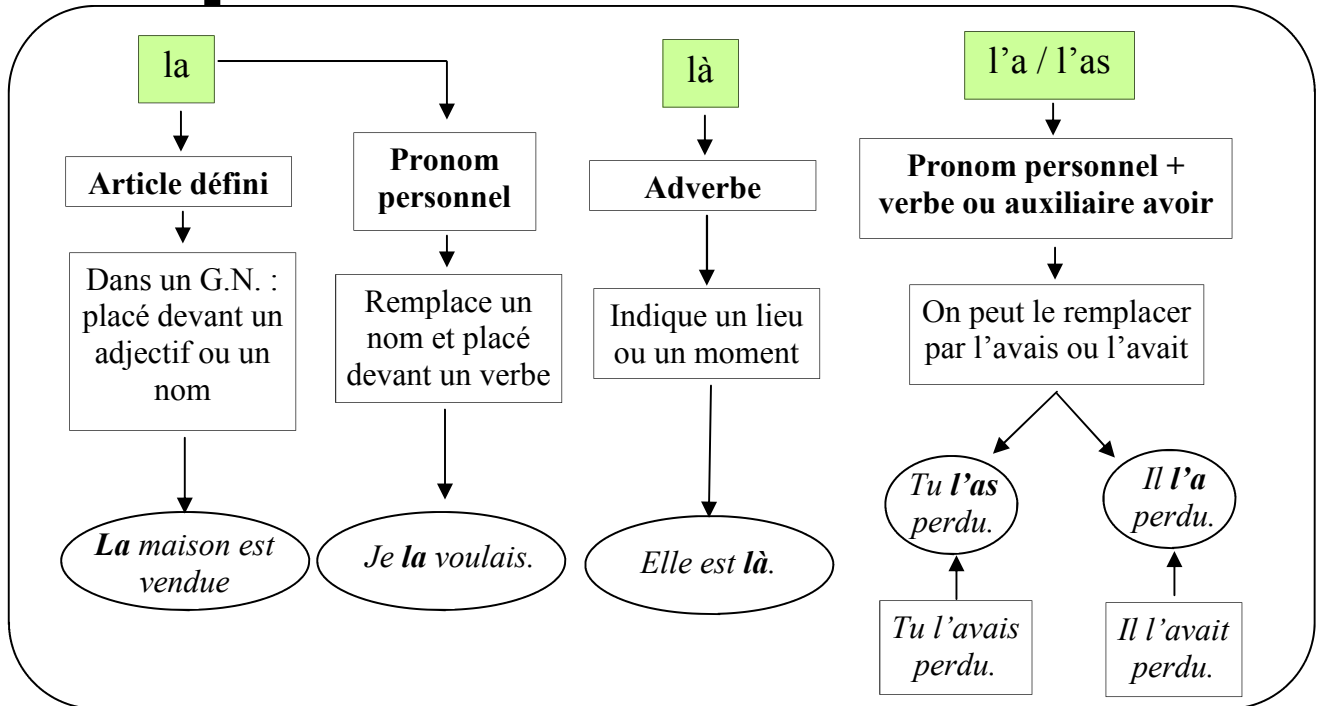 la
Article défini
Dans un G.N. :
placé devant un
adjectif ou un
nom
La maison est
vendue
Pronom
personnel
Remplace un
nom et placé
devant un verbe
Je la voulais.
là
Adverbe
Indique un lieu
ou un moment
Elle est là.
l’a / l’as
Pronom personnel +
verbe ou auxiliaire avoir
On peut le remplacer
par l’avais ou l’avait
Tu l’as
perdu.
Tu l’avais
perdu.
Il l’a
perdu.
Il l’avait
perdu.